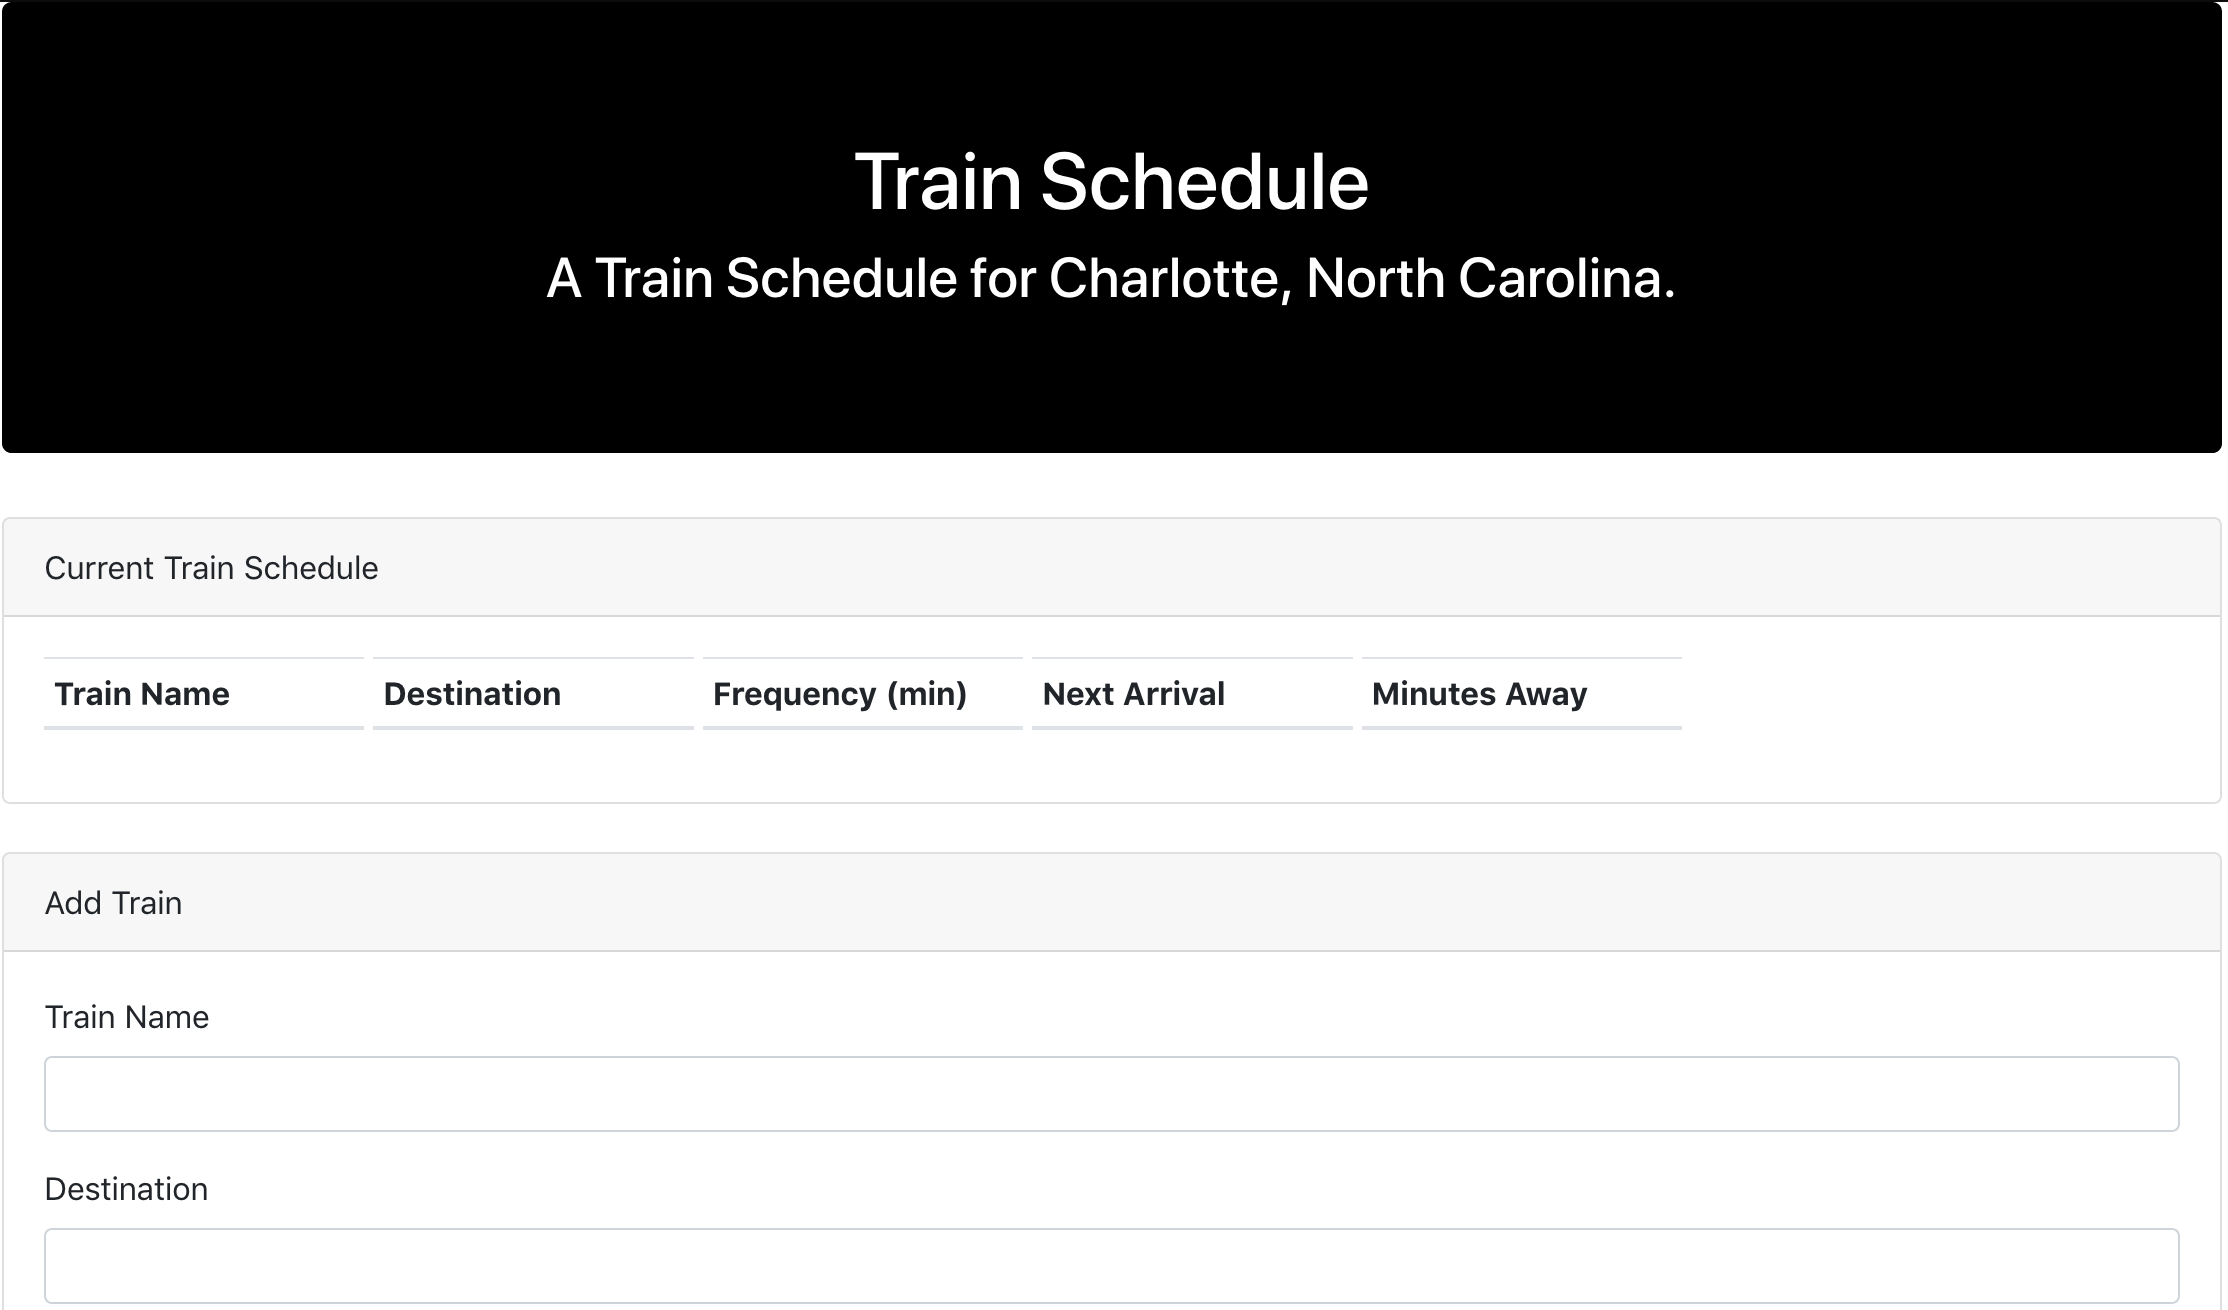 Train Schedule
A Train Schedule for Charlotte, North Carolina.
Current Train Schedule
Train Name Destination Frequency (min) Next Arrival Minutes Away
Add Train
Train Name
Destination